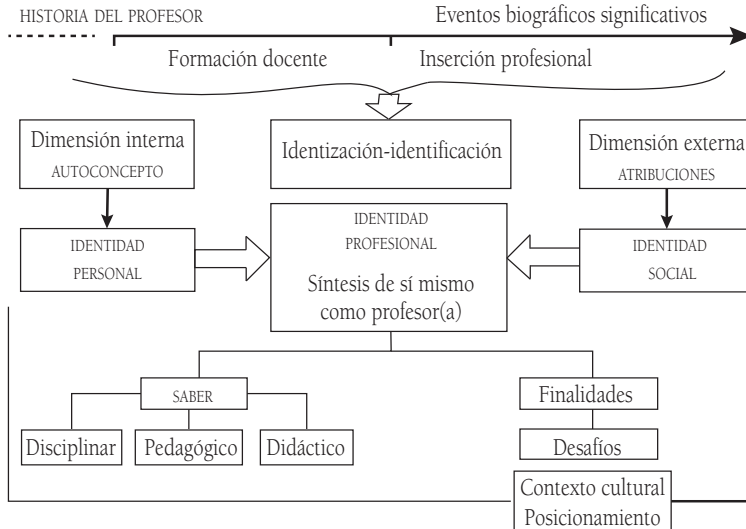 HISTORIA DEL PROFESOR
Eventos biográficos significativos
Formación docente
Inserción profesional
Dimensión interna
AUTOCONCEPTO
Identización-identificación
Dimensión externa
ATRIBUCIONES
IDENTIDAD
PERSONAL
IDENTIDAD
PROFESIONAL
Síntesis de sí mismo
como profesor(a)
IDENTIDAD
SOCIAL
SABER
Finalidades
Disciplinar
Pedagógico
Didáctico
Desafíos
Contexto cultural
Posicionamiento